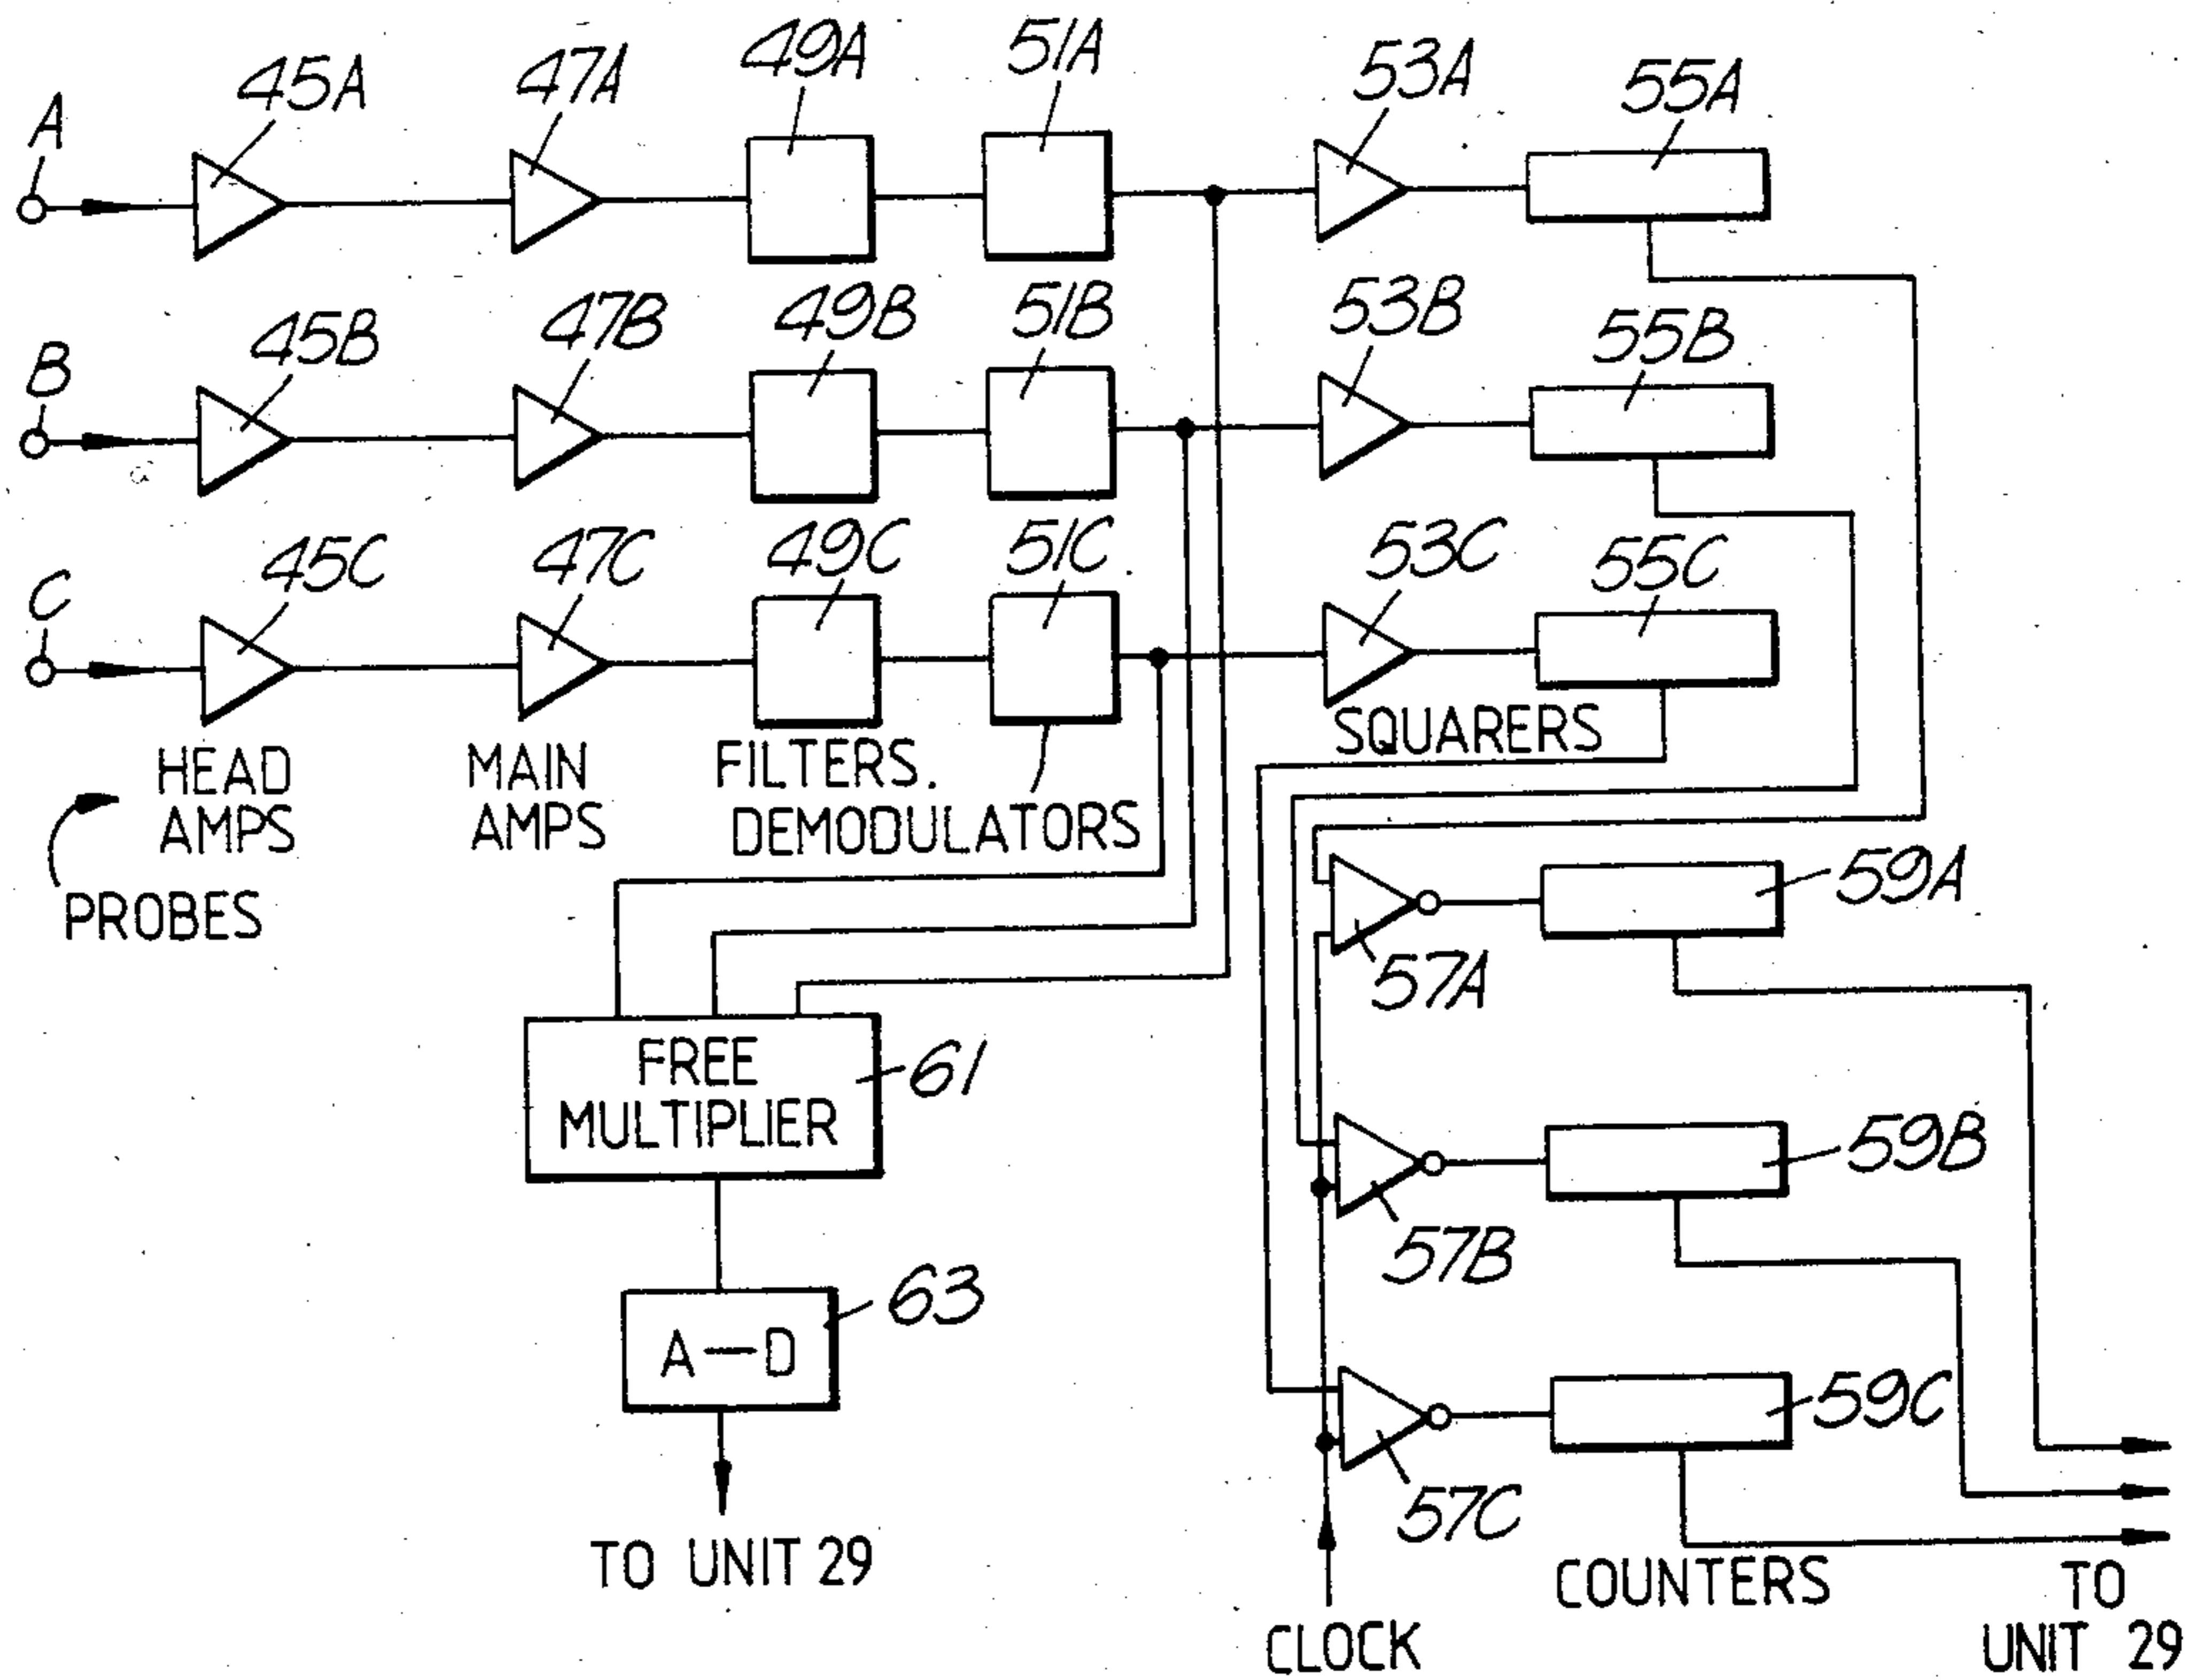 45A 47A 49A 51A 53A 55A
A
45B 47B 49B 51B 53B 55B
B
45C 47C 49C 51C 53C 55C
C
HEAD
AMPS
MAIN
AMPS
FILTERS.
DEMODULATORS
SQUARERS
PROBES
59A
57A
FREE
MULTIPLIER
61
59B
57B
A—D
63
59C
57C
TO UNIT 29
CLOCK
COUNTERS
TO
UNIT 29